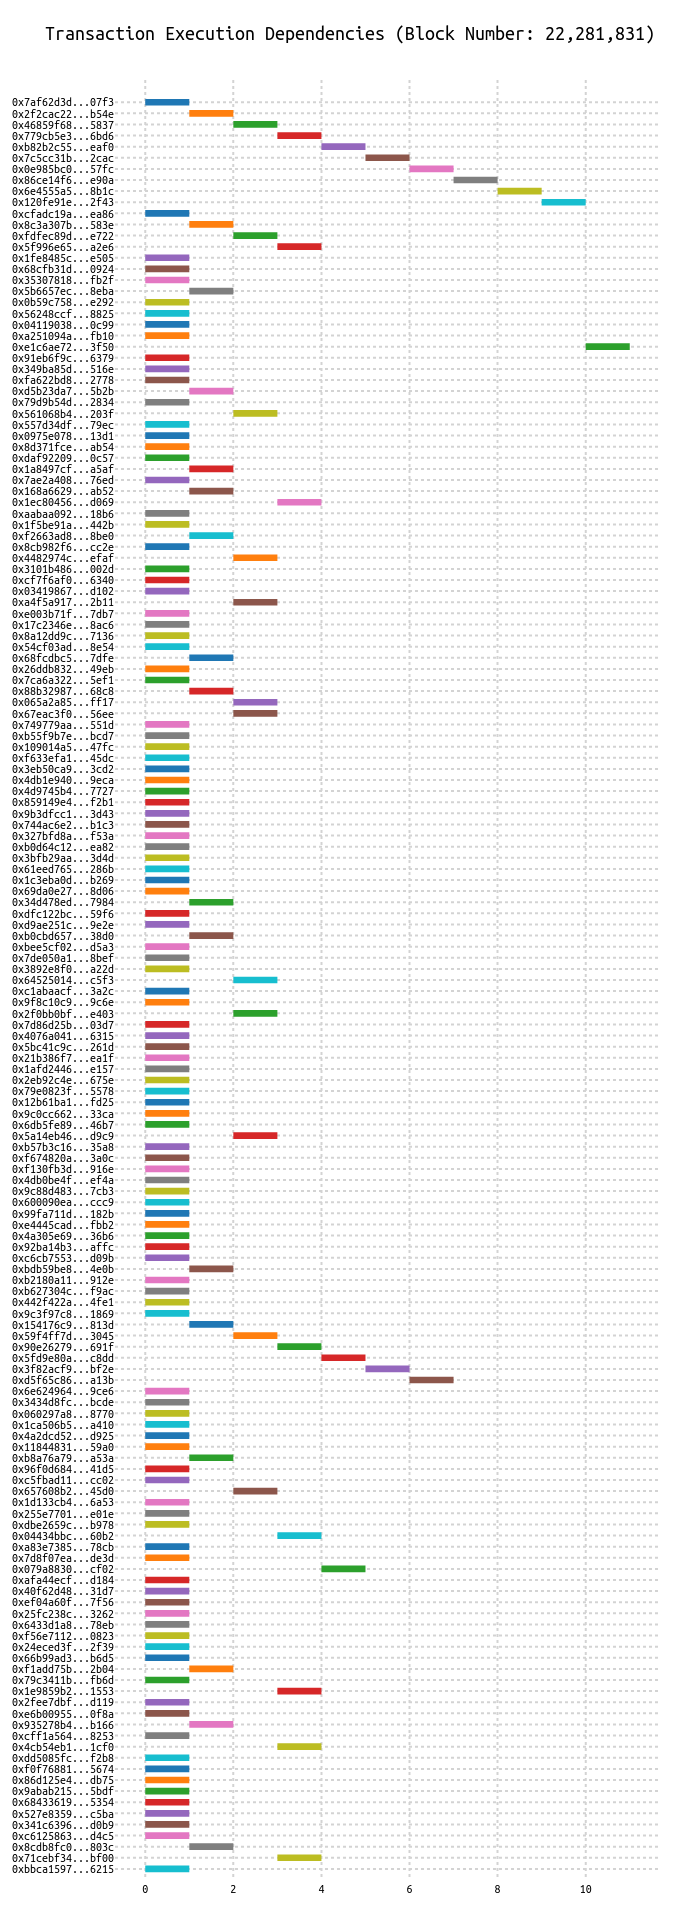 Transaction Execution Dependencies (Block Number: 22,281,831)
0x7af62d3d...07f3
0x2f2cac22...b54e
0x46859f68...5837
0x779cb5e3...6bd6
0xb82b2c55...eaf0
0x7c5cc31b...2cac
0x0e985bc0...57fc
0x86ce14f6...e90a
0x6e4555a5...8b1c
0x120fe91e...2f43
0xcfadc19a...ea86
0x8c3a307b...583e
0xfdfec89d...e722
0x5f996e65...a2e6
0x1fe8485c...e505
0x68cfb31d...0924
0x35307818...fb2f
0x5b6657ec...8eba
0x0b59c758...e292
0x56248ccf...8825
0x04119038...0c99
0xa251094a...fb10
0xe1c6ae72...3f50
0x91eb6f9c...6379
0x349ba85d...516e
0xfa622bd8...2778
0xd5b23da7...5b2b
0x79d9b54d...2834
0x561068b4...203f
0x557d34df...79ec
0x0975e078...13d1
0x8d371fce...ab54
0xdaf92209...0c57
0x1a8497cf...a5af
0x7ae2a408...76ed
0x168a6629...ab52
0x1ec80456...d069
0xaabaa092...18b6
0x1f5be91a...442b
0xf2663ad8...8be0
0x8cb982f6...cc2e
0x4482974c...efaf
0x3101b486...002d
0xcf7f6af0...6340
0x03419867...d102
0xa4f5a917...2b11
0xe003b71f...7db7
0x17c2346e...8ac6
0x8a12dd9c...7136
0x54cf03ad...8e54
0x68fcdbc5...7dfe
0x26ddb832...49eb
0x7ca6a322...5ef1
0x88b32987...68c8
0x065a2a85...ff17
0x67eac3f0...56ee
0x749779aa...551d
0xb55f9b7e...bcd7
0x109014a5...47fc
0xf633efa1...45dc
0x3eb50ca9...3cd2
0x4db1e940...9eca
0x4d9745b4...7727
0x859149e4...f2b1
0x9b3dfcc1...3d43
0x744ac6e2...b1c3
0x327bfd8a...f53a
0xb0d64c12...ea82
0x3bfb29aa...3d4d
0x61eed765...286b
0x1c3eba0d...b269
0x69da0e27...8d06
0x34d478ed...7984
0xdfc122bc...59f6
0xd9ae251c...9e2e
0xb0cbd657...38d0
0xbee5cf02...d5a3
0x7de050a1...8bef
0x3892e8f0...a22d
0x64525014...c5f3
0xc1abaacf...3a2c
0x9f8c10c9...9c6e
0x2f0bb0bf...e403
0x7d86d25b...03d7
0x4076a041...6315
0x5bc41c9c...261d
0x21b386f7...ea1f
0x1afd2446...e157
0x2eb92c4e...675e
0x79e0823f...5578
0x12b61ba1...fd25
0x9c0cc662...33ca
0x6db5fe89...46b7
0x5a14eb46...d9c9
0xb57b3c16...35a8
0xf674820a...3a0c
0xf130fb3d...916e
0x4db0be4f...ef4a
0x9c88d483...7cb3
0x600090ea...ccc9
0x99fa711d...182b
0xe4445cad...fbb2
0x4a305e69...36b6
0x92ba14b3...affc
0xc6cb7553...d09b
0xbdb59be8...4e0b
0xb2180a11...912e
0xb627304c...f9ac
0x442f422a...4fe1
0x9c3f97c8...1869
0x154176c9...813d
0x59f4ff7d...3045
0x90e26279...691f
0x5fd9e80a...c8dd
0x3f82acf9...bf2e
0xd5f65c86...a13b
0x6e624964...9ce6
0x3434d8fc...bcde
0x060297a8...8770
0x1ca506b5...a410
0x4a2dcd52...d925
0x11844831...59a0
0xb8a76a79...a53a
0x96f0d684...41d5
0xc5fbad11...cc02
0x657608b2...45d0
0x1d133cb4...6a53
0x255e7701...e01e
0xdbe2659c...b978
0x04434bbc...60b2
0xa83e7385...78cb
0x7d8f07ea...de3d
0x079a8830...cf02
0xafa44ecf...d184
0x40f62d48...31d7
0xef04a60f...7f56
0x25fc238c...3262
0x6433d1a8...78eb
0xf56e7112...0823
0x24eced3f...2f39
0x66b99ad3...b6d5
0xf1add75b...2b04
0x79c3411b...fb6d
0x1e9859b2...1553
0x2fee7dbf...d119
0xe6b00955...0f8a
0x935278b4...b166
0xcff1a564...8253
0x4cb54eb1...1cf0
0xdd5085fc...f2b8
0xf0f76881...5674
0x86d125e4...db75
0x9abab215...5bdf
0x68433619...5354
0x527e8359...c5ba
0x341c6396...d0b9
0xc6125863...d4c5
0x8cdb8fc0...803c
0x71cebf34...bf00
0xbbca1597...6215
0 2 4 6 8 10